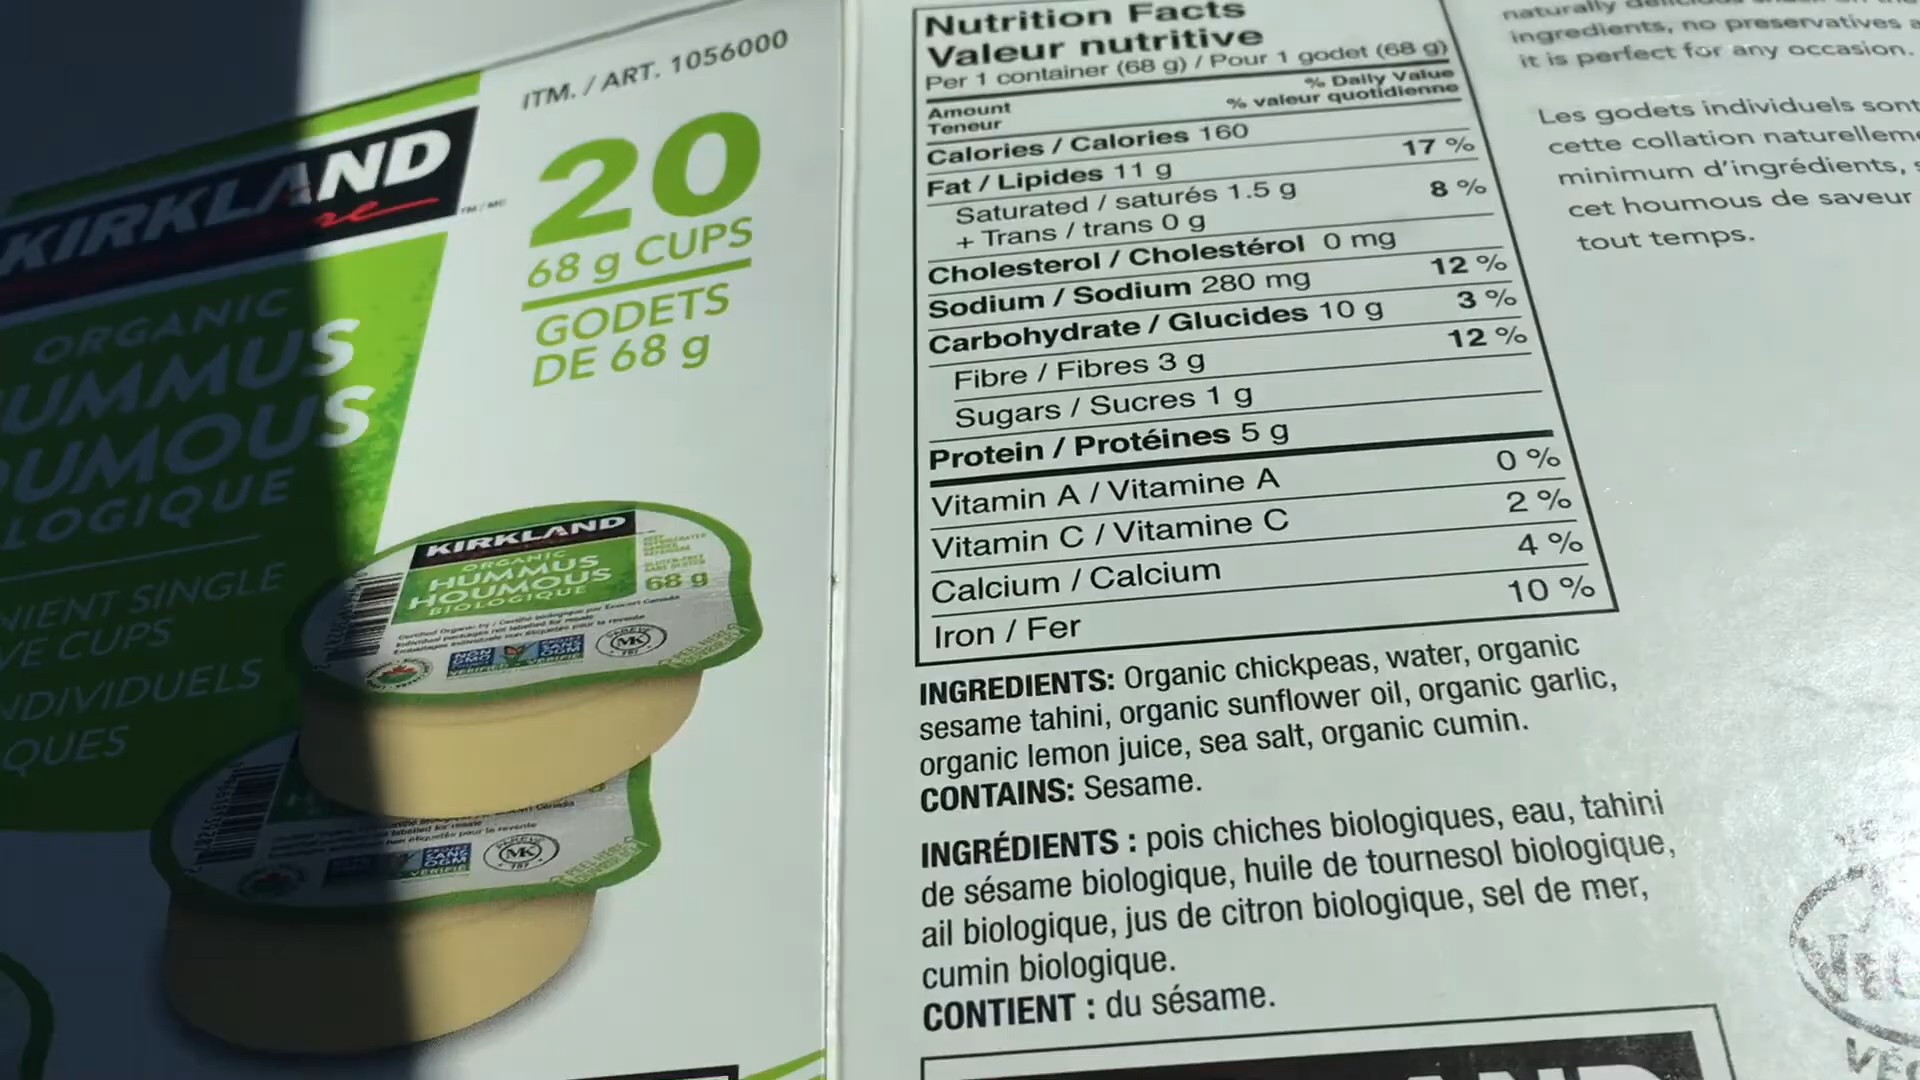 ITM. / ART. 1056000
KIRKLAND
TM / MC
20
68 g CUPS
GODETS
DE 68 g
ORGANIC
UMMUS
OUMOUS
LOGIQUE
NIENT SINGLE
VE CUPS
NDIVIDUELS
QUES
KIRKLAND
ORGANIC
HUMMUS
HOUMOUS
BIOLOGIQUE
68 g
MK
MK
Nutrition Facts
Valeur nutritive
Per 1 container (68 g) / Pour 1 godet (68 g)
Amount % Daily Value
Teneur % valeur quotidienne
Calories / Calories 160
Fat / Lipides 11 g 17 %
Saturated / saturés 1.5 g 8 %
+ Trans / trans 0 g
Cholesterol / Cholestérol 0 mg
Sodium / Sodium 280 mg 12 %
Carbohydrate / Glucides 10 g 3 %
Fibre / Fibres 3 g 12 %
Sugars / Sucres 1 g
Protein / Protéines 5 g
Vitamin A / Vitamine A 0 %
Vitamin C / Vitamine C 2 %
Calcium / Calcium 4 %
Iron / Fer 10 %
INGREDIENTS: Organic chickpeas, water, organic
sesame tahini, organic sunflower oil, organic garlic,
organic lemon juice, sea salt, organic cumin.
CONTAINS: Sesame.
INGRÉDIENTS : pois chiches biologiques, eau, tahini
de sésame biologique, huile de tournesol biologique,
ail biologique, jus de citron biologique, sel de mer,
cumin biologique.
CONTIENT : du sésame.
naturally
ingredients, no preservatives
it is perfect for any occasion.
Les godets individuels sont
cette collation naturelleme
minimum d'ingrédients,
cet houmous de saveur
tout temps.